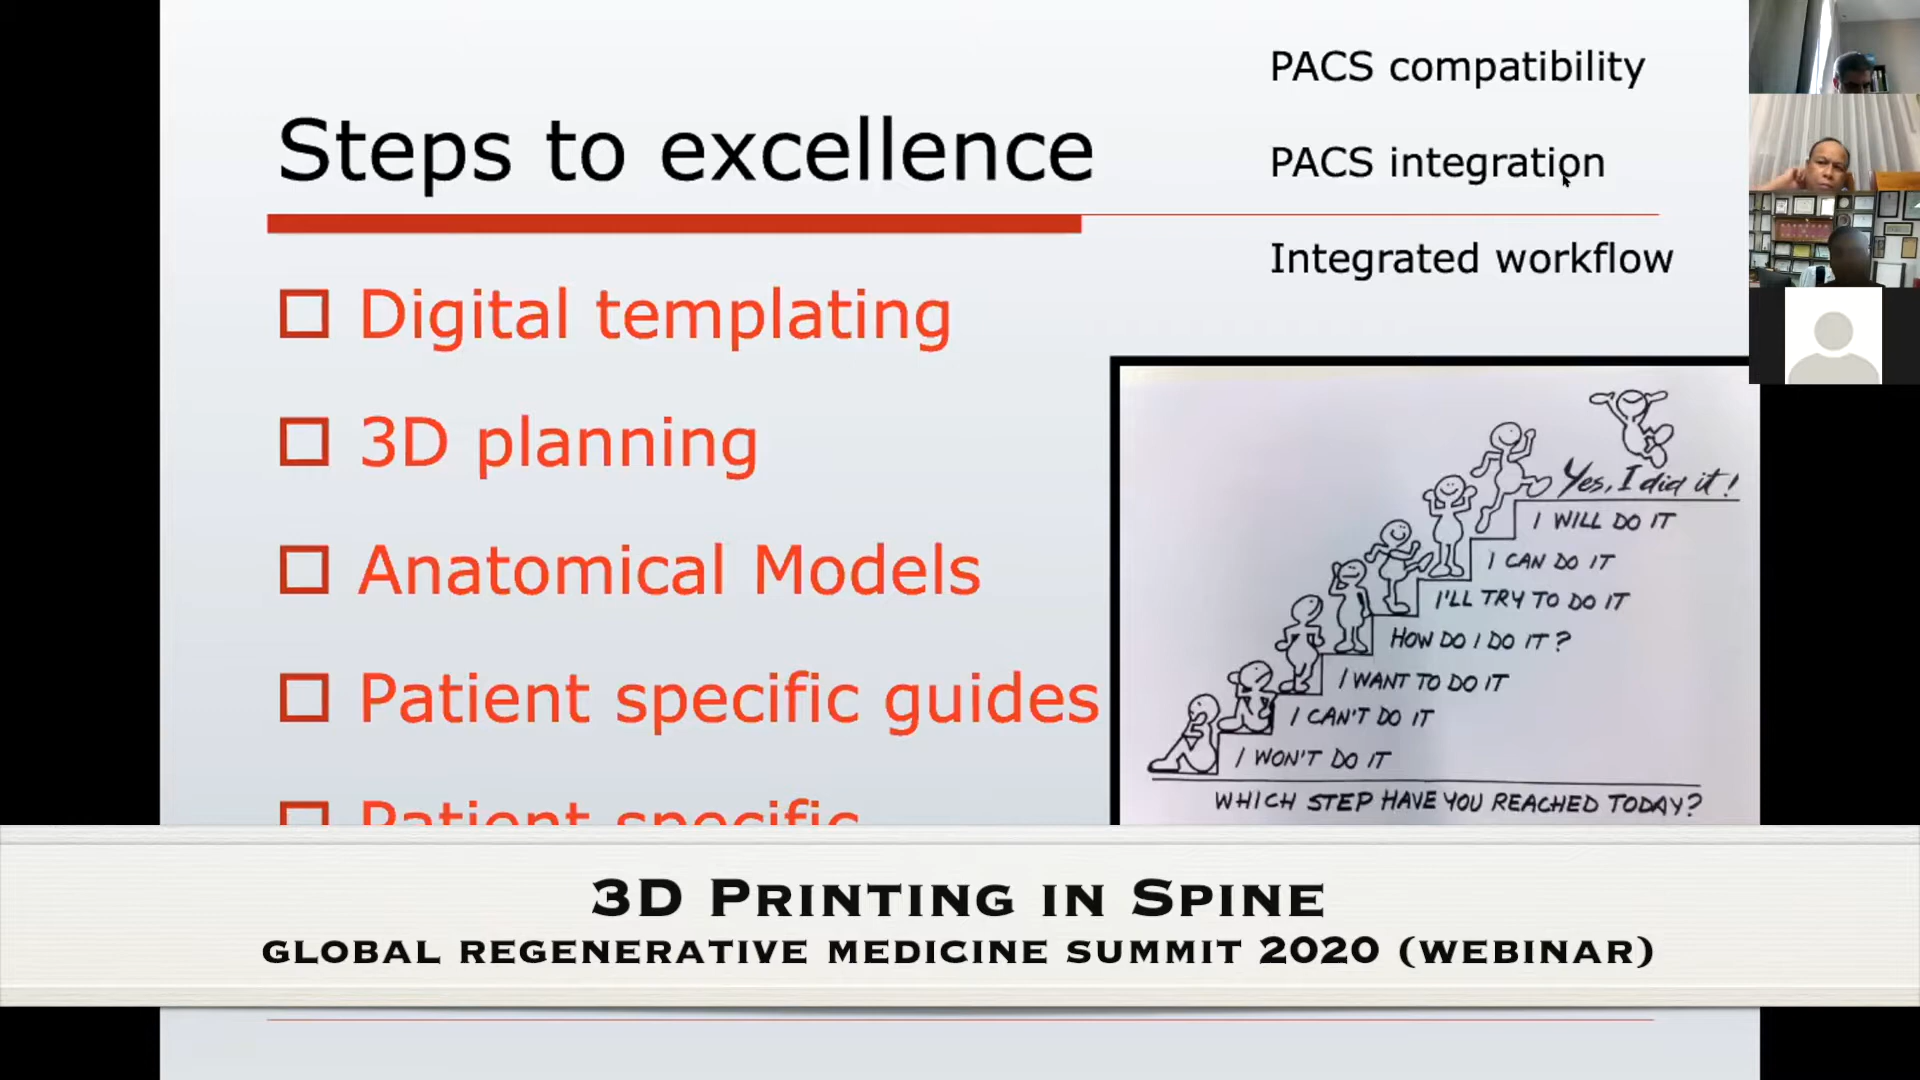 PACS compatibility
Steps to excellence
PACS integration
Integrated workflow
Digital templating
3D planning
Anatomical Models
Patient specific guides
Patient specific
Yes, I did it!
I WILL DO IT
I CAN DO IT
I'LL TRY TO DO IT
HOW DO I DO IT?
I WANT TO DO IT
I CAN'T DO IT
I WON'T DO IT
WHICH STEP HAVE YOU REACHED TODAY?
3D Printing in Spine
GLOBAL REGENERATIVE MEDICINE SUMMIT 2020 (WEBINAR)